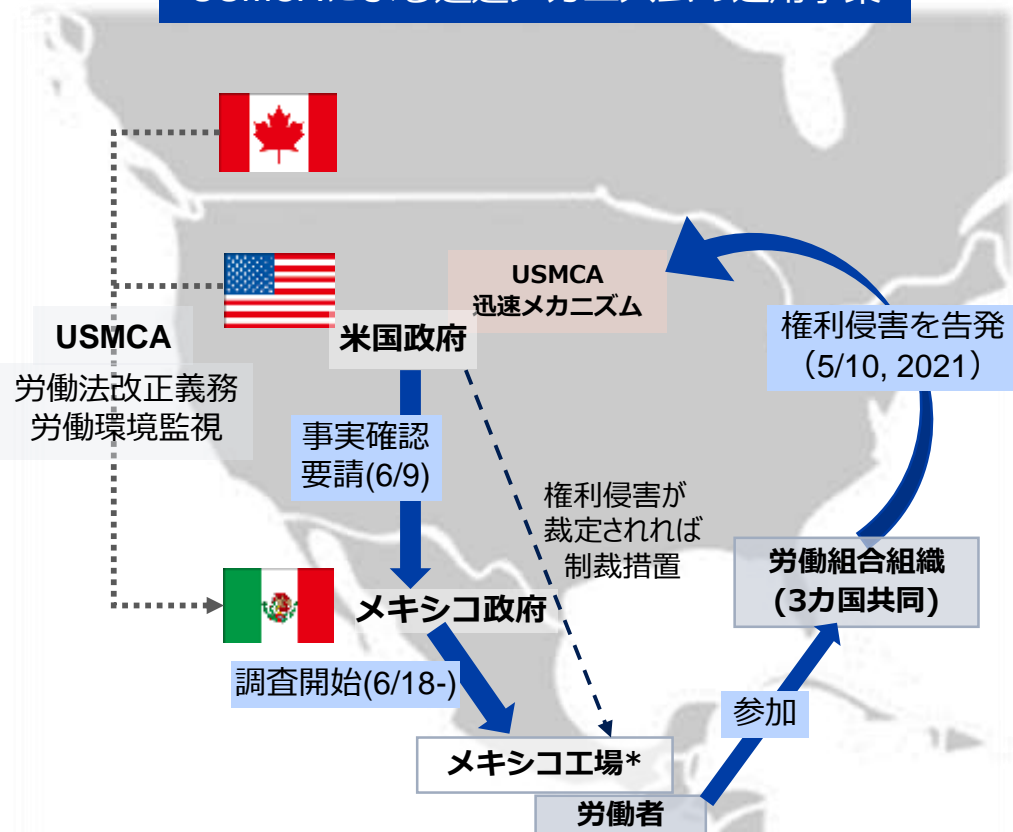 USMCA
迅速メカニズム
権利侵害を告発
（5/10, 2021）
米国政府
USMCA
労働法改正義務
労働環境監視
事実確認
要請(6/9)
権利侵害が
裁定されれば
制裁措置
労働組合組織
(3カ国共同)
メキシコ政府
調査開始(6/18-)
参加
メキシコ工場*
労働者